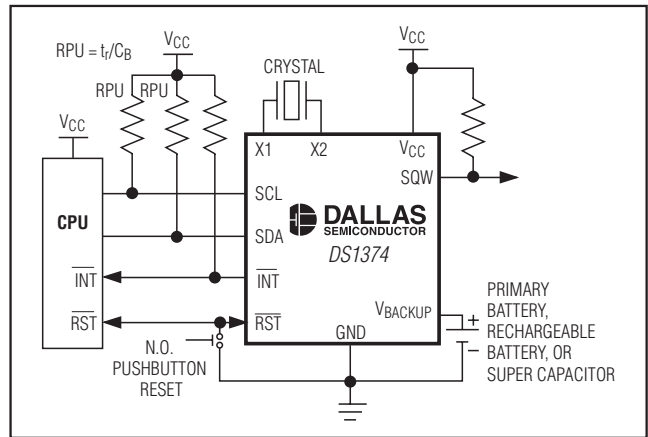 RPU = tr/CB
VCC
RPU
RPU
VCC
CRYSTAL
VCC
X1
X2
VCC
SQW
CPU
SCL
SDA
INT
RST
DALLAS
SEMICONDUCTOR
DS1374
INT
RST
GND
VBACKUP
N.O.
PUSHBUTTON
RESET
+
−
PRIMARY
BATTERY,
RECHARGEABLE
BATTERY, OR
SUPER CAPACITOR